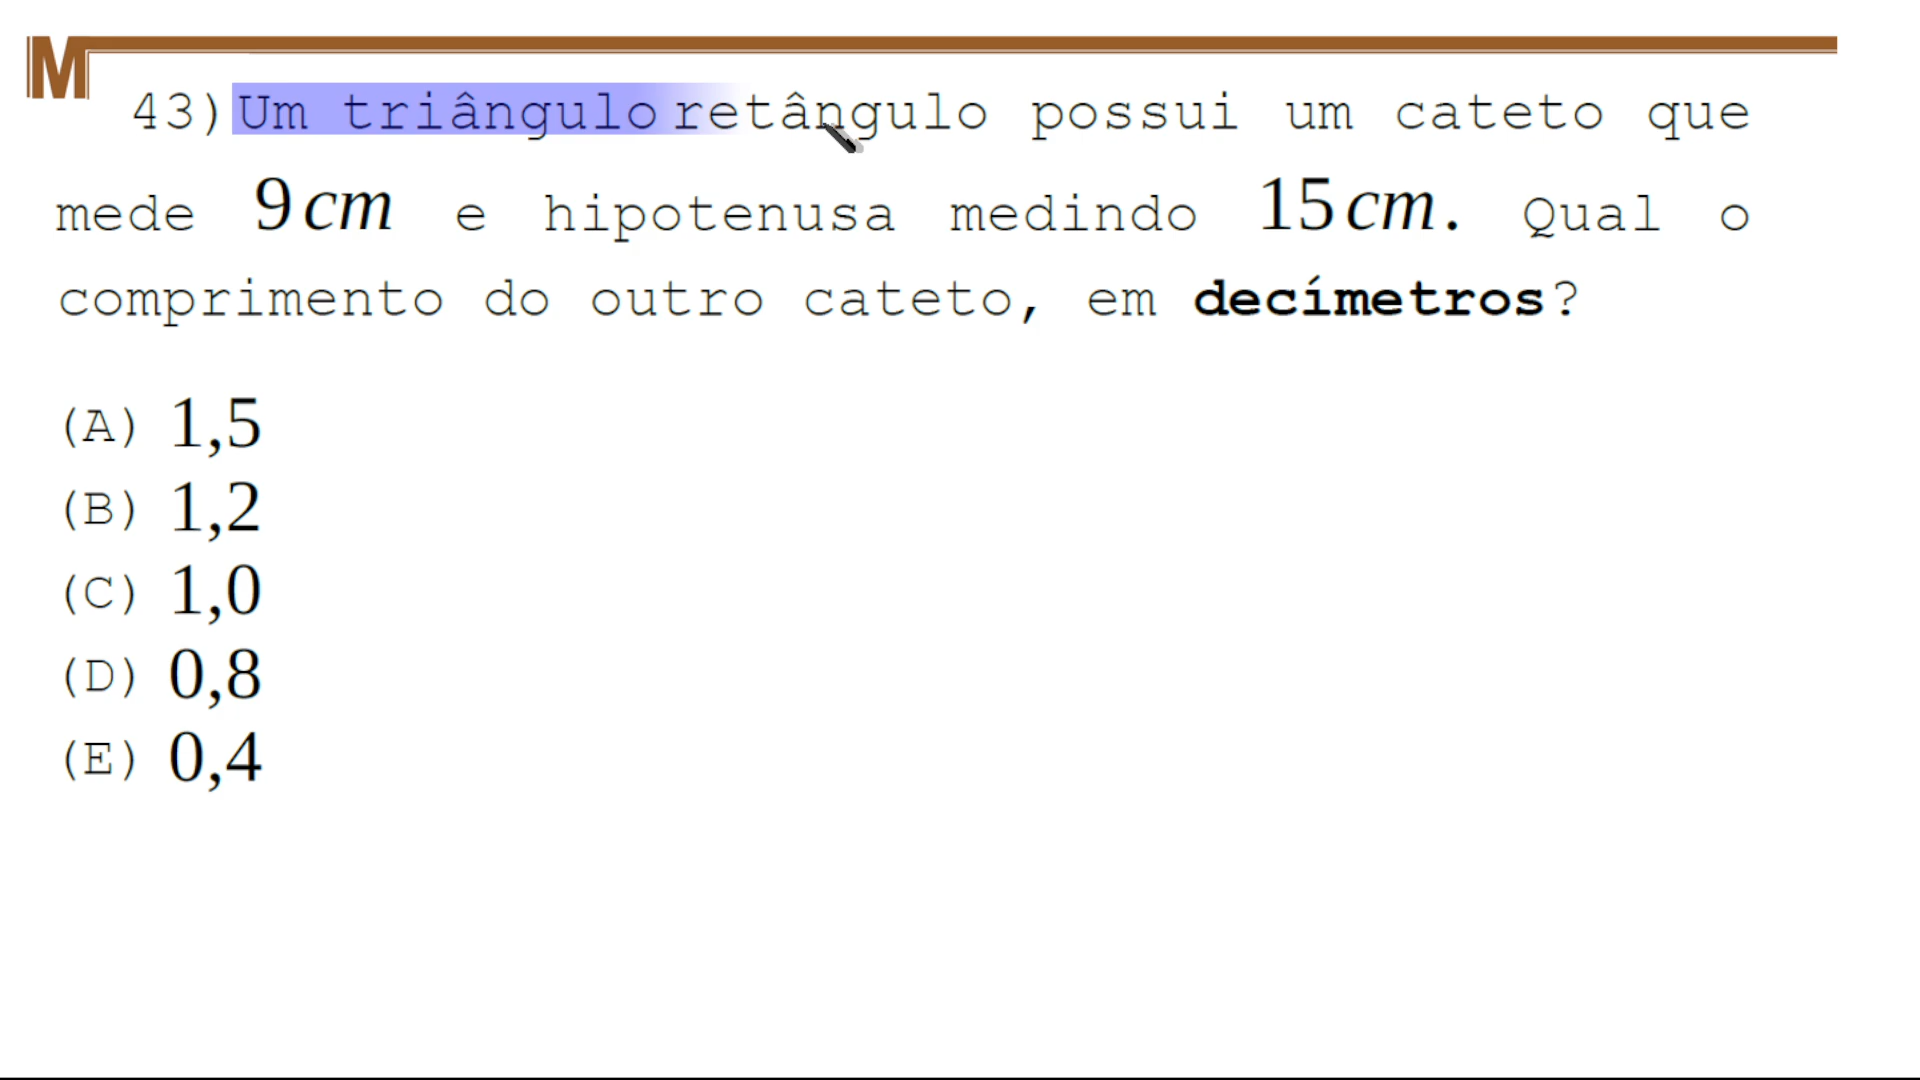 M
43) Um triângulo retângulo possui um cateto que
mede 9cm e hipotenusa medindo 15cm. Qual o
comprimento do outro cateto, em decímetros?
(A) 1,5
(B) 1,2
(C) 1,0
(D) 0,8
(E) 0,4